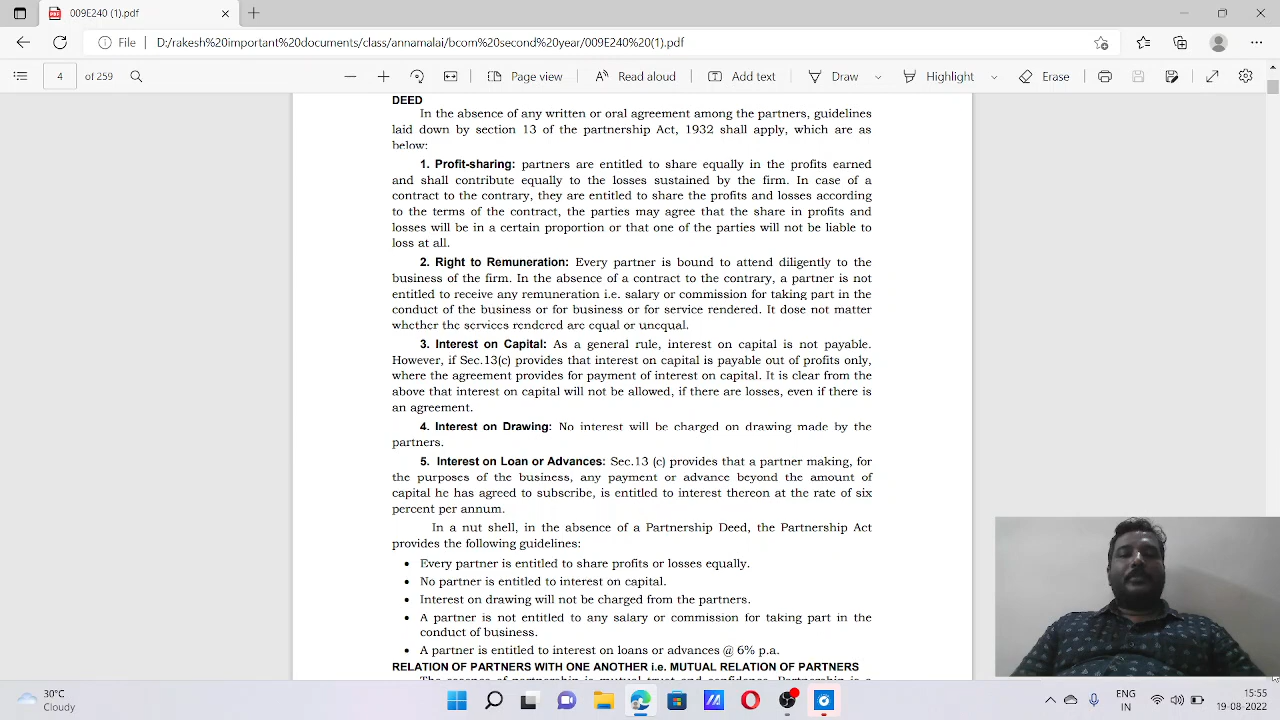 009E240 (1).pdf
File
D:/rakesh%20important%20documents/class/annamalai/bcom%20second%20year/009E240%20(1).pdf
4 of 259
Page view
Read aloud
Add text
Draw
Highlight
Erase
DEED
In the absence of any written or oral agreement among the partners, guidelines
laid down by section 13 of the partnership Act, 1932 shall apply, which are as
below:
1. Profit-sharing: partners are entitled to share equally in the profits earned
and shall contribute equally to the losses sustained by the firm. In case of a
contract to the contrary, they are entitled to share the profits and losses according
to the terms of the contract, the parties may agree that the share in profits and
losses will be in a certain proportion or that one of the parties will not be liable to
loss at all.
2. Right to Remuneration: Every partner is bound to attend diligently to the
business of the firm. In the absence of a contract to the contrary, a partner is not
entitled to receive any remuneration i.e. salary or commission for taking part in the
conduct of the business or for business or for service rendered. It dose not matter
whether the services rendered are equal or unequal.
3. Interest on Capital: As a general rule, interest on capital is not payable.
However, if Sec.13(c) provides that interest on capital is payable out of profits only,
where the agreement provides for payment of interest on capital. It is clear from the
above that interest on capital will not be allowed, if there are losses, even if there is
an agreement.
4. Interest on Drawing: No interest will be charged on drawing made by the
partners.
5. Interest on Loan or Advances: Sec.13 (c) provides that a partner making, for
the purposes of the business, any payment or advance beyond the amount of
capital he has agreed to subscribe, is entitled to interest thereon at the rate of six
percent per annum.
In a nut shell, in the absence of a Partnership Deed, the Partnership Act
provides the following guidelines:
• Every partner is entitled to share profits or losses equally.
• No partner is entitled to interest on capital.
• Interest on drawing will not be charged from the partners.
• A partner is not entitled to any salary or commission for taking part in the
conduct of business.
• A partner is entitled to interest on loans or advances @ 6% p.a.
RELATION OF PARTNERS WITH ONE ANOTHER i.e. MUTUAL RELATION OF PARTNERS
The essence of partnership is mutual trust and confidence. Partnership is a
30°C
Cloudy
ENG
IN
15:55
19-08-2022